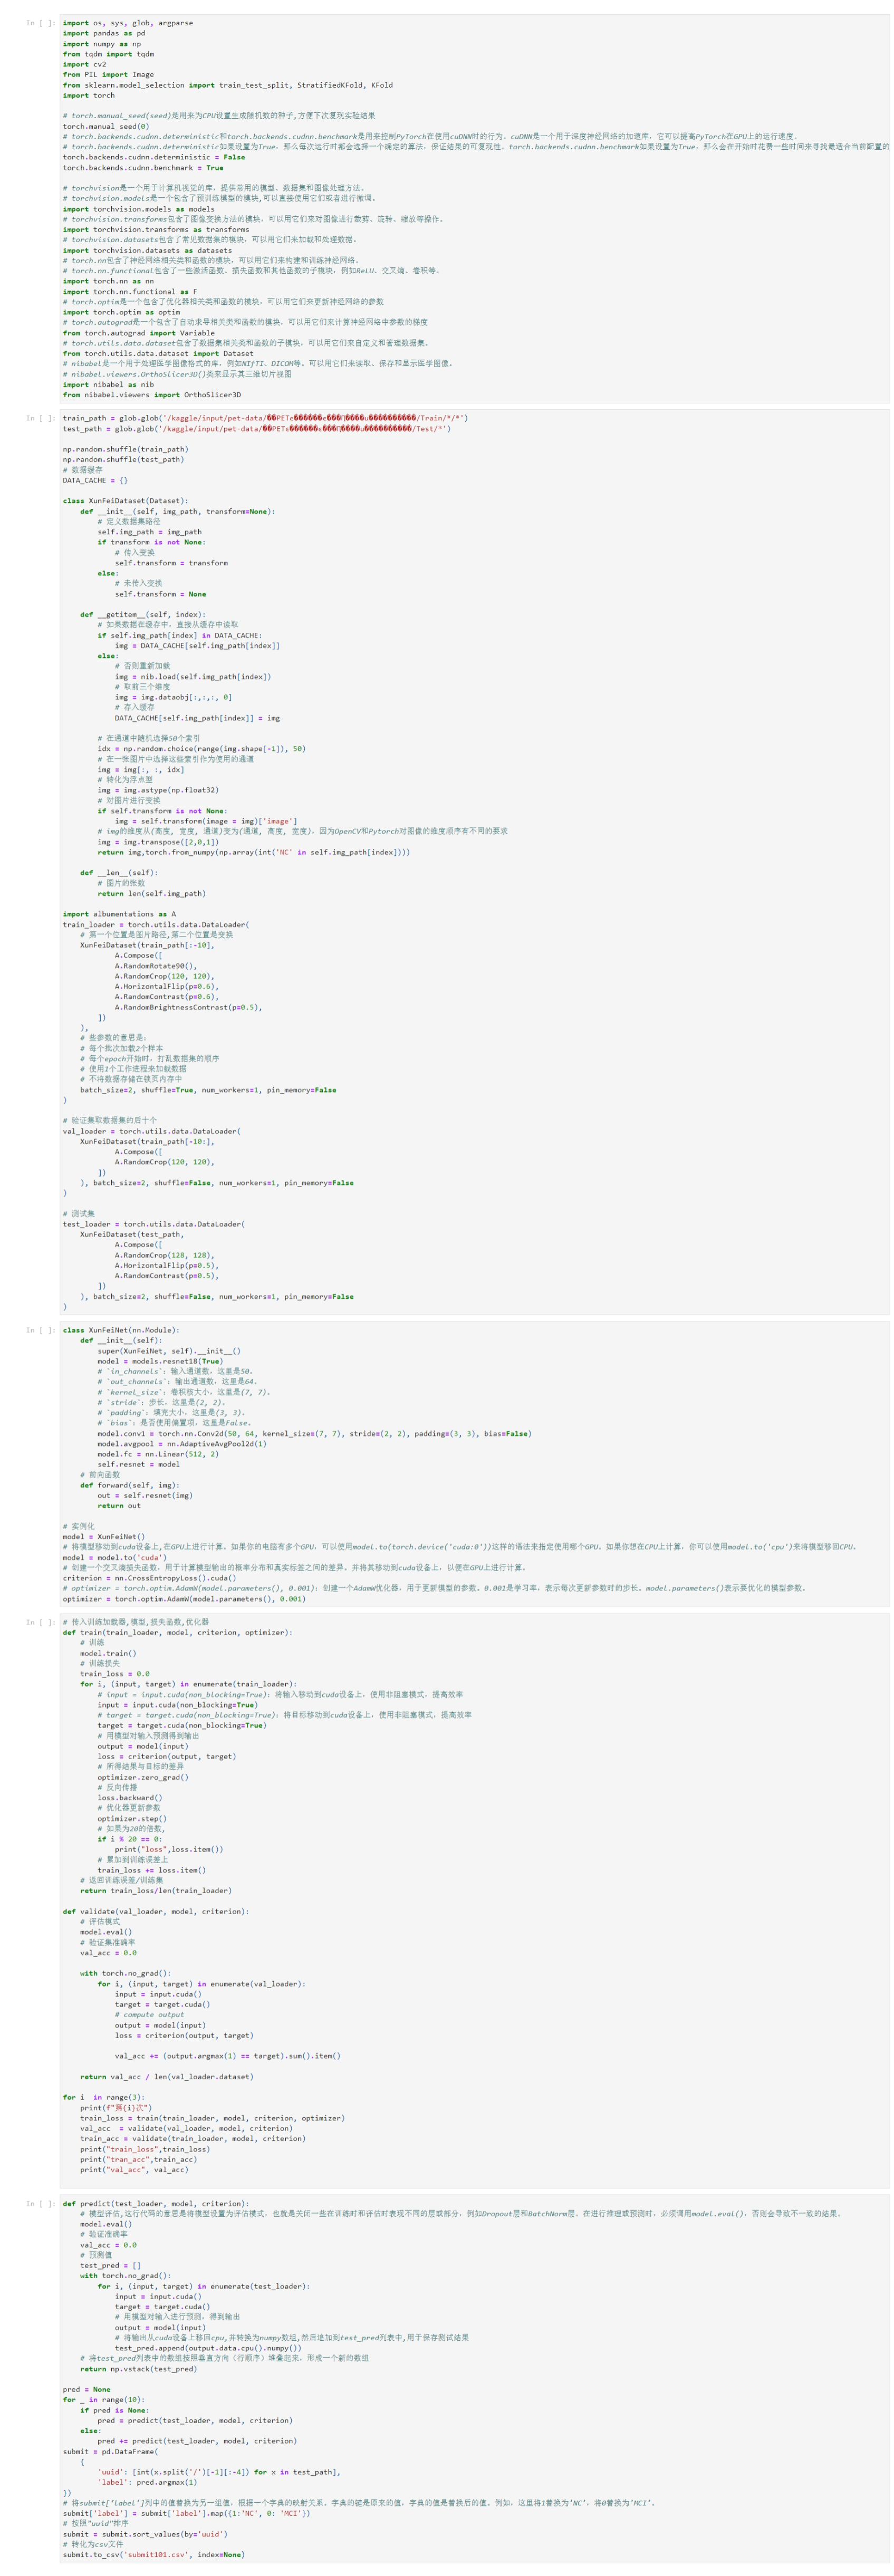 In [ ]: import os, sys, glob, argparse
import pandas as pd
import numpy as np
from tqdm import tqdm
import cv2
from PIL import Image
from sklearn.model_selection import train_test_split, StratifiedKFold, KFold
import torch
# torch.manual_seed(seed)是用来为CPU设置生成随机数的种子,方便下次复现实验结果
torch.manual_seed(0)
# torch.backends.cudnn.deterministic和torch.backends.cudnn.benchmark是用来控制PyTorch在使用cuDNN时的行为。cuDNN是一个用于深度神经网络的加速库，它可以提高PyTorch在GPU上的运行速度。
# torch.backends.cudnn.deterministic如果设置为True，那么每次运行时都会选择一个确定的算法，保证结果的可复现性。torch.backends.cudnn.benchmark如果设置为True，那么会在开始时花费一些时间来寻找最适合当前配置的
torch.backends.cudnn.deterministic = False
torch.backends.cudnn.benchmark = True
# torchvision是一个用于计算机视觉的库，提供常用的模型、数据集和图像处理方法。
# torchvision.models是一个包含了预训练模型的模块,可以直接使用它们或者进行微调。
import torchvision.models as models
# torchvision.transforms包含了图像变换方法的模块，可以用它们来对图像进行裁剪、旋转、缩放等操作。
import torchvision.transforms as transforms
# torchvision.datasets包含了常见数据集的模块，可以用它们来加载和处理数据。
import torchvision.datasets as datasets
# torch.nn包含了神经网络相关类和函数的模块，可以用它们来构建和训练神经网络。
# torch.nn.functional包含了一些激活函数、损失函数和其他函数的子模块，例如ReLU、交叉熵、卷积等。
import torch.nn as nn
import torch.nn.functional as F
# torch.optim是一个包含了优化器相关类和函数的模块，可以用它们来更新神经网络的参数
import torch.optim as optim
# torch.autograd是一个包含了自动求导相关类和函数的模块，可以用它们来计算神经网络中参数的梯度
from torch.autograd import Variable
# torch.utils.data.dataset包含了数据集相关类和函数的子模块，可以用它们来自定义和管理数据集。
from torch.utils.data.dataset import Dataset
# nibabel是一个用于处理医学图像格式的库，例如NIfTI、DICOM等，可以用它们来读取、保存和显示医学图像。
# nibabel.viewers.OrthoSlicer3D()类来显示其三维切片视图
import nibabel as nib
from nibabel.viewers import OrthoSlicer3D
In [ ]: train_path = glob.glob('/kaggle/input/pet-data/��PETͼ������ϵ���Ԥ����ս����������/Train/*/*')
test_path = glob.glob('/kaggle/input/pet-data/��PETͼ������ϵ���Ԥ����ս����������/Test/*')
np.random.shuffle(train_path)
np.random.shuffle(test_path)
# 数据缓存
DATA_CACHE = {}
class XunFeiDataset(Dataset):
def __init__(self, img_path, transform=None):
# 定义数据集路径
self.img_path = img_path
if transform is not None:
# 传入变换
self.transform = transform
else:
# 未传入变换
self.transform = None
def __getitem__(self, index):
# 如果数据在缓存中，直接从缓存中读取
if self.img_path[index] in DATA_CACHE:
img = DATA_CACHE[self.img_path[index]]
else:
# 否则重新加载
img = nib.load(self.img_path[index])
# 取前三个维度
img = img.dataobj[:,:,:, 0]
# 存入缓存
DATA_CACHE[self.img_path[index]] = img
# 在通道中随机选择50个索引
idx = np.random.choice(range(img.shape[-1]), 50)
# 在一张图片中选择这些索引作为使用的通道
img = img[:, :, idx]
# 转化为浮点型
img = img.astype(np.float32)
# 对图片进行变换
if self.transform is not None:
img = self.transform(image = img)['image']
# img的维度从(高度, 宽度, 通道)变为(通道, 高度, 宽度)，因为OpenCV和Pytorch对图像的维度顺序有不同的要求
img = img.transpose([2,0,1])
return img,torch.from_numpy(np.array(int('NC' in self.img_path[index])))
def __len__(self):
# 图片的张数
return len(self.img_path)
import albumentations as A
train_loader = torch.utils.data.DataLoader(
# 第一个位置是图片路径,第二个位置是变换
XunFeiDataset(train_path[:-10],
A.Compose([
A.RandomRotate90(),
A.RandomCrop(120, 120),
A.HorizontalFlip(p=0.6),
A.RandomContrast(p=0.6),
A.RandomBrightnessContrast(p=0.5),
])
),
# 些参数的意思是：
# 每个批次加载2个样本
# 每个epoch开始时，打乱数据集的顺序
# 使用1个工作进程来加载数据
# 不将数据存储在锁页内存中
batch_size=2, shuffle=True, num_workers=1, pin_memory=False
)
# 验证集取数据集的后十个
val_loader = torch.utils.data.DataLoader(
XunFeiDataset(train_path[-10:],
A.Compose([
A.RandomCrop(120, 120),
])
), batch_size=2, shuffle=False, num_workers=1, pin_memory=False
)
# 测试集
test_loader = torch.utils.data.DataLoader(
XunFeiDataset(test_path,
A.Compose([
A.RandomCrop(128, 128),
A.HorizontalFlip(p=0.5),
A.RandomContrast(p=0.5),
])
), batch_size=2, shuffle=False, num_workers=1, pin_memory=False
)
In [ ]: class XunFeiNet(nn.Module):
def __init__(self):
super(XunFeiNet, self).__init__()
model = models.resnet18(True)
# `in_channels`：输入通道数，这里是50。
# `out_channels`：输出通道数，这里是64。
# `kernel_size`：卷积核大小，这里是(7, 7)。
# `stride`：步长，这里是(2, 2)。
# `padding`：填充大小，这里是(3, 3)。
# `bias`：是否使用偏置项，这里是False。
model.conv1 = torch.nn.Conv2d(50, 64, kernel_size=(7, 7), stride=(2, 2), padding=(3, 3), bias=False)
model.avgpool = nn.AdaptiveAvgPool2d(1)
model.fc = nn.Linear(512, 2)
self.resnet = model
# 前向函数
def forward(self, img):
out = self.resnet(img)
return out
# 实例化
model = XunFeiNet()
# 将模型移动到cuda设备上,在GPU上进行计算。如果你的电脑有多个GPU，可以使用model.to(torch.device('cuda:0'))这样的语法来指定使用哪个GPU。如果你想在CPU上计算，你可以使用model.to('cpu')来将模型移回CPU。
model = model.to('cuda')
# 创建一个交叉熵损失函数，用于计算模型输出的概率分布和真实标签之间的差异。并将其移动到cuda设备上，以便在GPU上进行计算。
criterion = nn.CrossEntropyLoss().cuda()
# optimizer = torch.optim.AdamW(model.parameters(), 0.001)：创建一个AdamW优化器，用于更新模型的参数。0.001是学习率，表示每次更新参数时的步长。model.parameters()表示要优化的模型参数。
optimizer = torch.optim.AdamW(model.parameters(), 0.001)
In [ ]: # 传入训练加载器,模型,损失函数,优化器
def train(train_loader, model, criterion, optimizer):
# 训练
model.train()
# 训练损失
train_loss = 0.0
for i, (input, target) in enumerate(train_loader):
# input = input.cuda(non_blocking=True)：将输入移动到cuda设备上，使用非阻塞模式，提高效率
input = input.cuda(non_blocking=True)
# target = target.cuda(non_blocking=True)：将目标移动到cuda设备上，使用非阻塞模式，提高效率
target = target.cuda(non_blocking=True)
# 用模型对输入预测得到输出
output = model(input)
loss = criterion(output, target)
# 所得结果与目标的差异
optimizer.zero_grad()
# 反向传播
loss.backward()
# 优化器更新参数
optimizer.step()
# 如果为20的倍数,
if i % 20 == 0:
print("loss",loss.item())
# 累加到训练误差上
train_loss += loss.item()
# 返回训练误差/训练集
return train_loss/len(train_loader)
def validate(val_loader, model, criterion):
# 评估模式
model.eval()
# 验证集准确率
val_acc = 0.0
with torch.no_grad():
for i, (input, target) in enumerate(val_loader):
input = input.cuda()
target = target.cuda()
# compute output
output = model(input)
loss = criterion(output, target)
val_acc += (output.argmax(1) == target).sum().item()
return val_acc / len(val_loader.dataset)
for i  in range(3):
print(f"第{i}次")
train_loss = train(train_loader, model, criterion, optimizer)
val_acc  = validate(val_loader, model, criterion)
train_acc = validate(train_loader, model, criterion)
print("train_loss",train_loss)
print("tran_acc",train_acc)
print("val_acc", val_acc)
In [ ]: def predict(test_loader, model, criterion):
# 模型评估,这行代码的意思是将模型设置为评估模式，也就是关闭一些在训练时和评估时表现不同的层或部分，例如Dropout层和BatchNorm层。在进行推理或预测时，必须调用model.eval()，否则会导致不一致的结果。
model.eval()
# 验证准确率
val_acc = 0.0
# 预测值
test_pred = []
with torch.no_grad():
for i, (input, target) in enumerate(test_loader):
input = input.cuda()
target = target.cuda()
# 用模型对输入进行预测，得到输出
output = model(input)
# 将输出从cuda设备上移回cpu,并转换为numpy数组,然后追加到test_pred列表中,用于保存测试结果
test_pred.append(output.data.cpu().numpy())
# 将test_pred列表中的数组按照垂直方向（行顺序）堆叠起来，形成一个新的数组
return np.vstack(test_pred)
pred = None
for _ in range(10):
if pred is None:
pred = predict(test_loader, model, criterion)
else:
pred += predict(test_loader, model, criterion)
submit = pd.DataFrame(
{
'uuid': [int(x.split('/')[-1][:-4]) for x in test_path],
'label': pred.argmax(1)
})
# 将submit['label']列中的值替换为另一组值，根据一个字典的映射关系。字典的键是原来的值，字典的值是替换后的值。例如，这里将1替换为'NC'，将0替换为'MCI'。
submit['label'] = submit['label'].map({1:'NC', 0: 'MCI'})
# 按照"uuid"排序
submit = submit.sort_values(by='uuid')
# 转化为csv文件
submit.to_csv('submit101.csv', index=None)